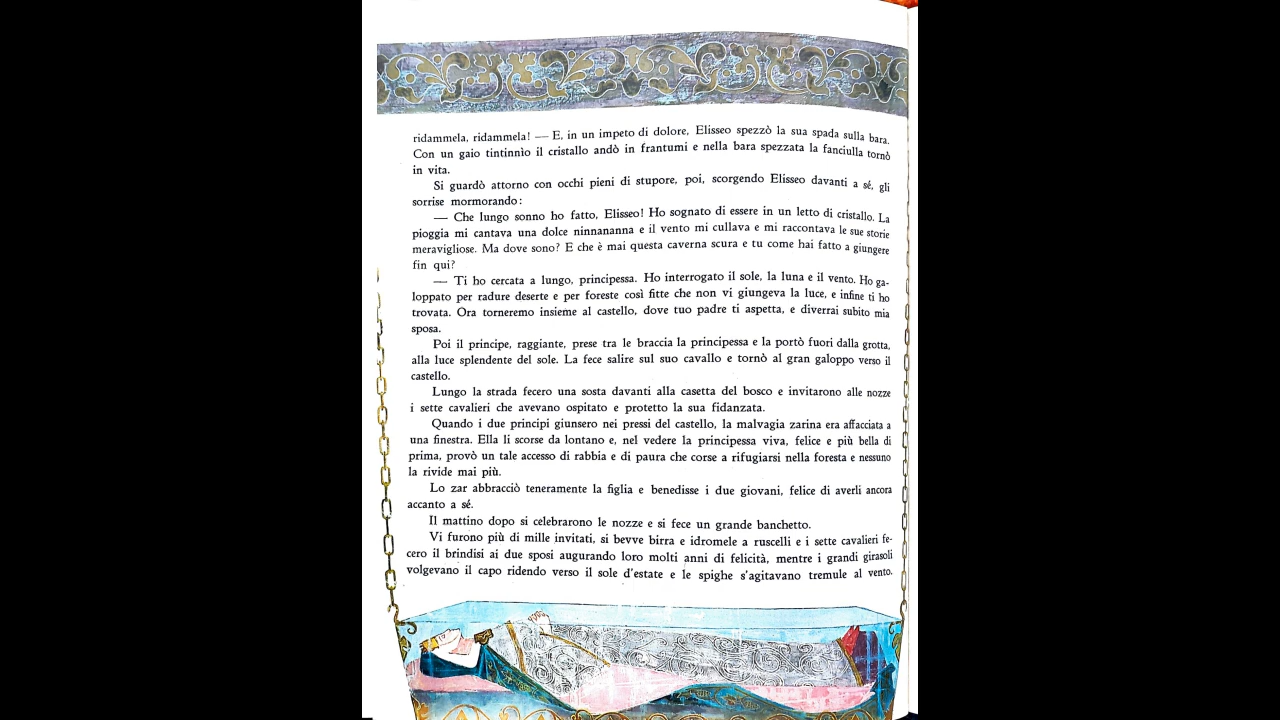 ridammela, ridammela! — E, in un impeto di dolore, Elisseo spezzò la sua spada sulla bara.
Con un gaio tintinnìo il cristallo andò in frantumi e nella bara spezzata la fanciulla tornò
in vita.
Si guardò attorno con occhi pieni di stupore, poi, scorgendo Elisseo davanti a sé, gli
sorrise mormorando:
— Che lungo sonno ho fatto, Elisseo! Ho sognato di essere in un letto di cristallo. La
pioggia mi cantava una dolce ninnananna e il vento mi cullava e mi raccontava le sue storie
meravigliose. Ma dove sono? E che è mai questa caverna scura e tu come hai fatto a giungere
fin qui?
— Ti ho cercata a lungo, principessa. Ho interrogato il sole, la luna e il vento. Ho ga-
loppato per radure deserte e per foreste così fitte che non vi giungeva la luce, e infine ti ho
trovata. Ora torneremo insieme al castello, dove tuo padre ti aspetta, e diverrai subito mia
sposa.
Poi il principe, raggiante, prese tra le braccia la principessa e la portò fuori dalla grotta,
alla luce splendente del sole. La fece salire sul suo cavallo e tornò al gran galoppo verso il
castello.
Lungo la strada fecero una sosta davanti alla casetta del bosco e invitarono alle nozze
i sette cavalieri che avevano ospitato e protetto la sua fidanzata.
Quando i due principi giunsero nei pressi del castello, la malvagia zarina era affacciata a
una finestra. Ella li scorse da lontano e, nel vedere la principessa viva, felice e più bella di
prima, provò un tale accesso di rabbia e di paura che corse a rifugiarsi nella foresta e nessuno
la rivide mai più.
Lo zar abbracciò teneramente la figlia e benedisse i due giovani, felice di averli ancora
accanto a sé.
Il mattino dopo si celebrarono le nozze e si fece un grande banchetto.
Vi furono più di mille invitati, si bevve birra e idromele a ruscelli e i sette cavalieri fe-
cero il brindisi ai due sposi augurando loro molti anni di felicità, mentre i grandi girasoli
volgevano il capo ridendo verso il sole d'estate e le spighe s'agitavano tremule al vento.